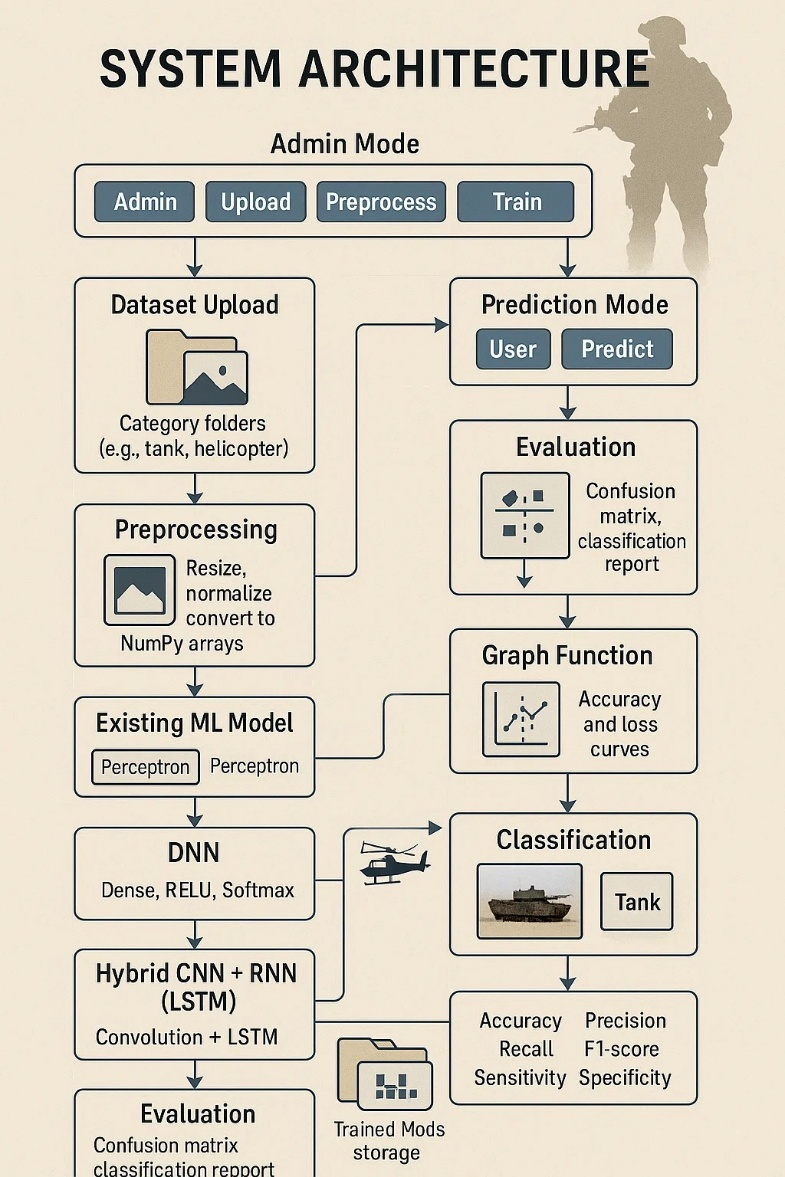 SYSTEM ARCHITECTURE
Admin Mode
Admin Upload Preprocess Train
Dataset Upload
Category folders
(e.g., tank, helicopter)
Preprocessing
Resize,
normalize
convert to
NumPy arrays
Existing ML Model
Perceptron Perceptron
DNN
Dense, RELU, Softmax
Hybrid CNN + RNN
(LSTM)
Convolution + LSTM
Evaluation
Confusion matrix
classification repport
Prediction Mode
User Predict
Evaluation
Confusion
matrix,
classification
report
Graph Function
Accuracy
and loss
curves
Classification
Tank
Accuracy Precision
Recall F1-score
Sensitivity Specificity
Trained Mods
storage